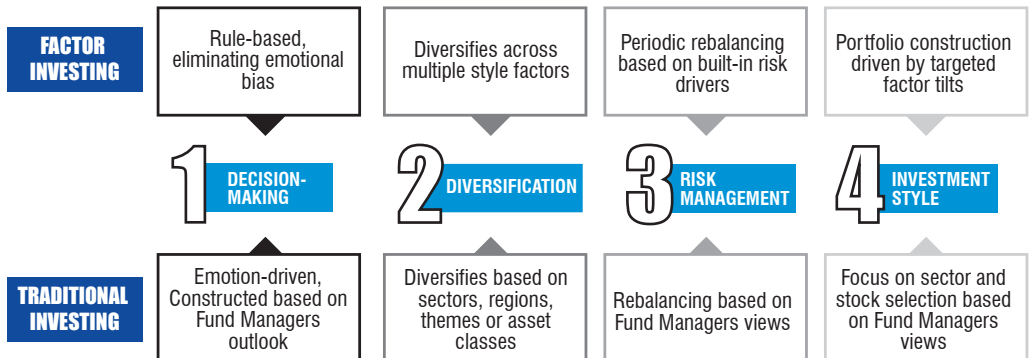 FACTOR
INVESTING
Rule-based,
eliminating emotional
bias
Diversifies across
multiple style factors
Periodic rebalancing
based on built-in risk
drivers
Portfolio construction
driven by targeted
factor tilts
1 DECISION-
MAKING
2 DIVERSIFICATION
3 RISK
MANAGEMENT
4 INVESTMENT
STYLE
TRADITIONAL
INVESTING
Emotion-driven,
Constructed based on
Fund Managers
outlook
Diversifies based on
sectors, regions,
themes or asset
classes
Rebalancing based on
Fund Managers views
Focus on sector and
stock selection based
on Fund Managers
views